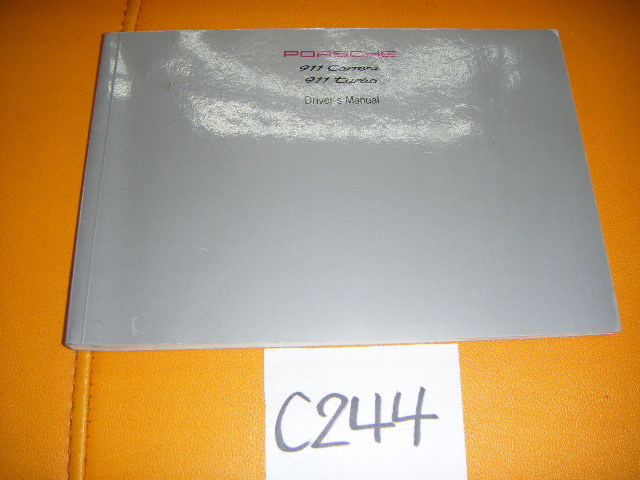 PORSCHE
911 Carrera
911 turbo
Driver's Manual
C244